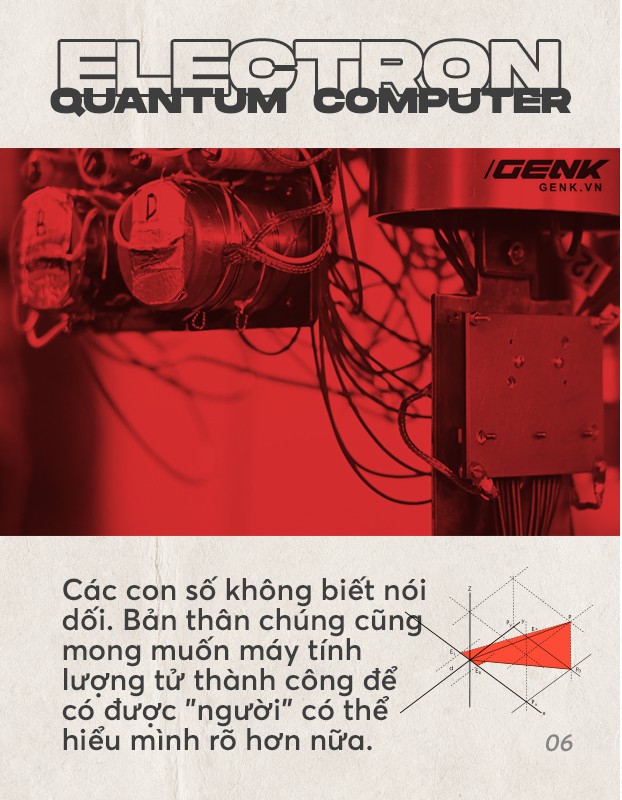 ELECTRON
QUANTUM COMPUTER
/GENK
GENK.VN
B
D
12
Các con số không biết nói
dối. Bản thân chúng cũng
mong muốn máy tính
lượng tử thành công để
có được "người" có thể
hiểu mình rõ hơn nữa.
Z
P
06